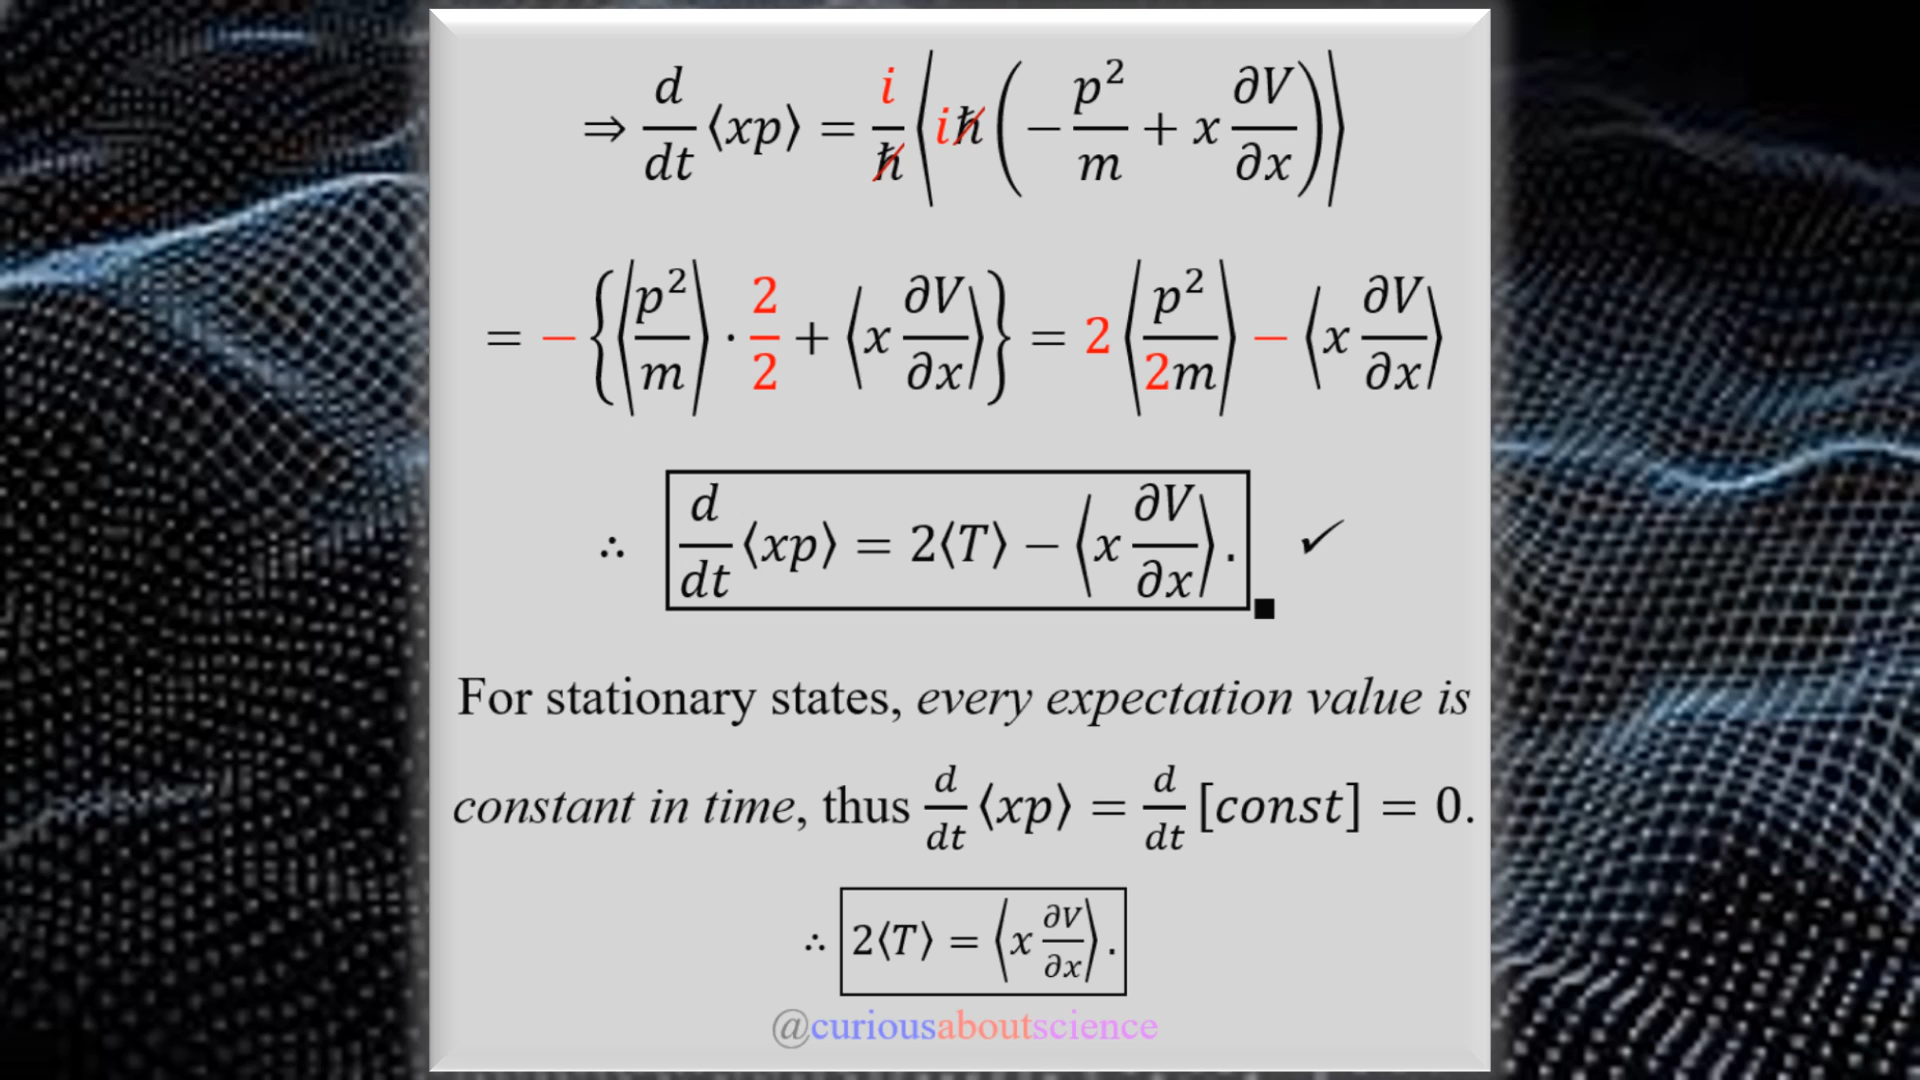 ⇒ d/dt ⟨xp⟩ = i/ħ ⟨iħ(− p²/m + x ∂V/∂x)⟩
= −{⟨p²/m⟩ · 2/2 + ⟨x ∂V/∂x⟩} = 2⟨p²/2m⟩ − ⟨x ∂V/∂x⟩
∴ d/dt ⟨xp⟩ = 2⟨T⟩ − ⟨x ∂V/∂x⟩. ■ ✓
For stationary states, every expectation value is
constant in time, thus d/dt ⟨xp⟩ = d/dt [const] = 0.
∴ 2⟨T⟩ = ⟨x ∂V/∂x⟩.
@curiousaboutscience